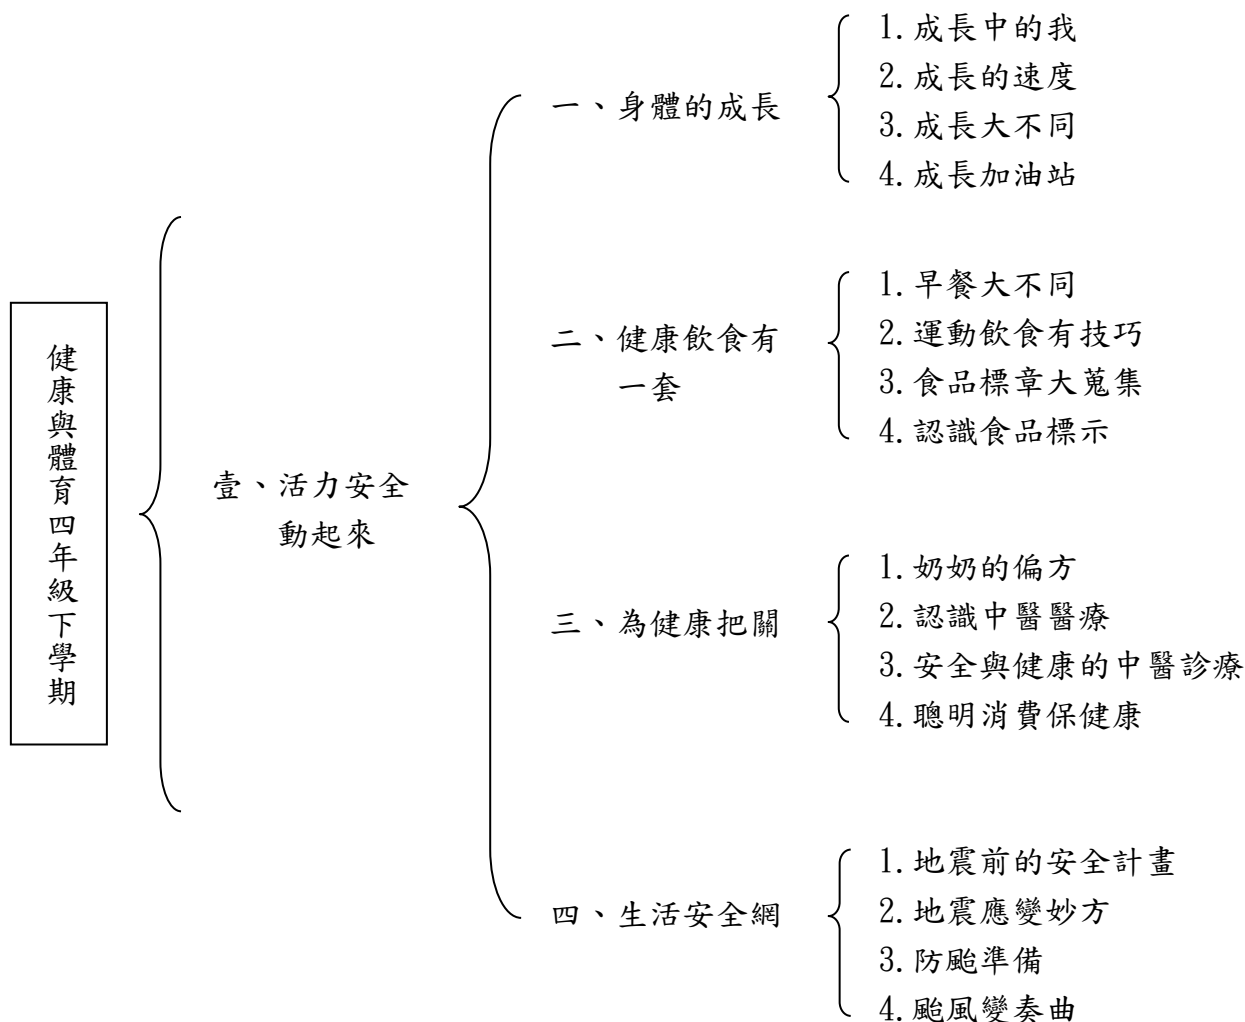 健康與體育四年級下學期
壹、活力安全
動起來
一、身體的成長
1.成長中的我
2.成長的速度
3.成長大不同
4.成長加油站
二、健康飲食有
一套
1.早餐大不同
2.運動飲食有技巧
3.食品標章大蒐集
4.認識食品標示
三、為健康把關
1.奶奶的偏方
2.認識中醫醫療
3.安全與健康的中醫診療
4.聰明消費保健康
四、生活安全網
1.地震前的安全計畫
2.地震應變妙方
3.防颱準備
4.颱風變奏曲